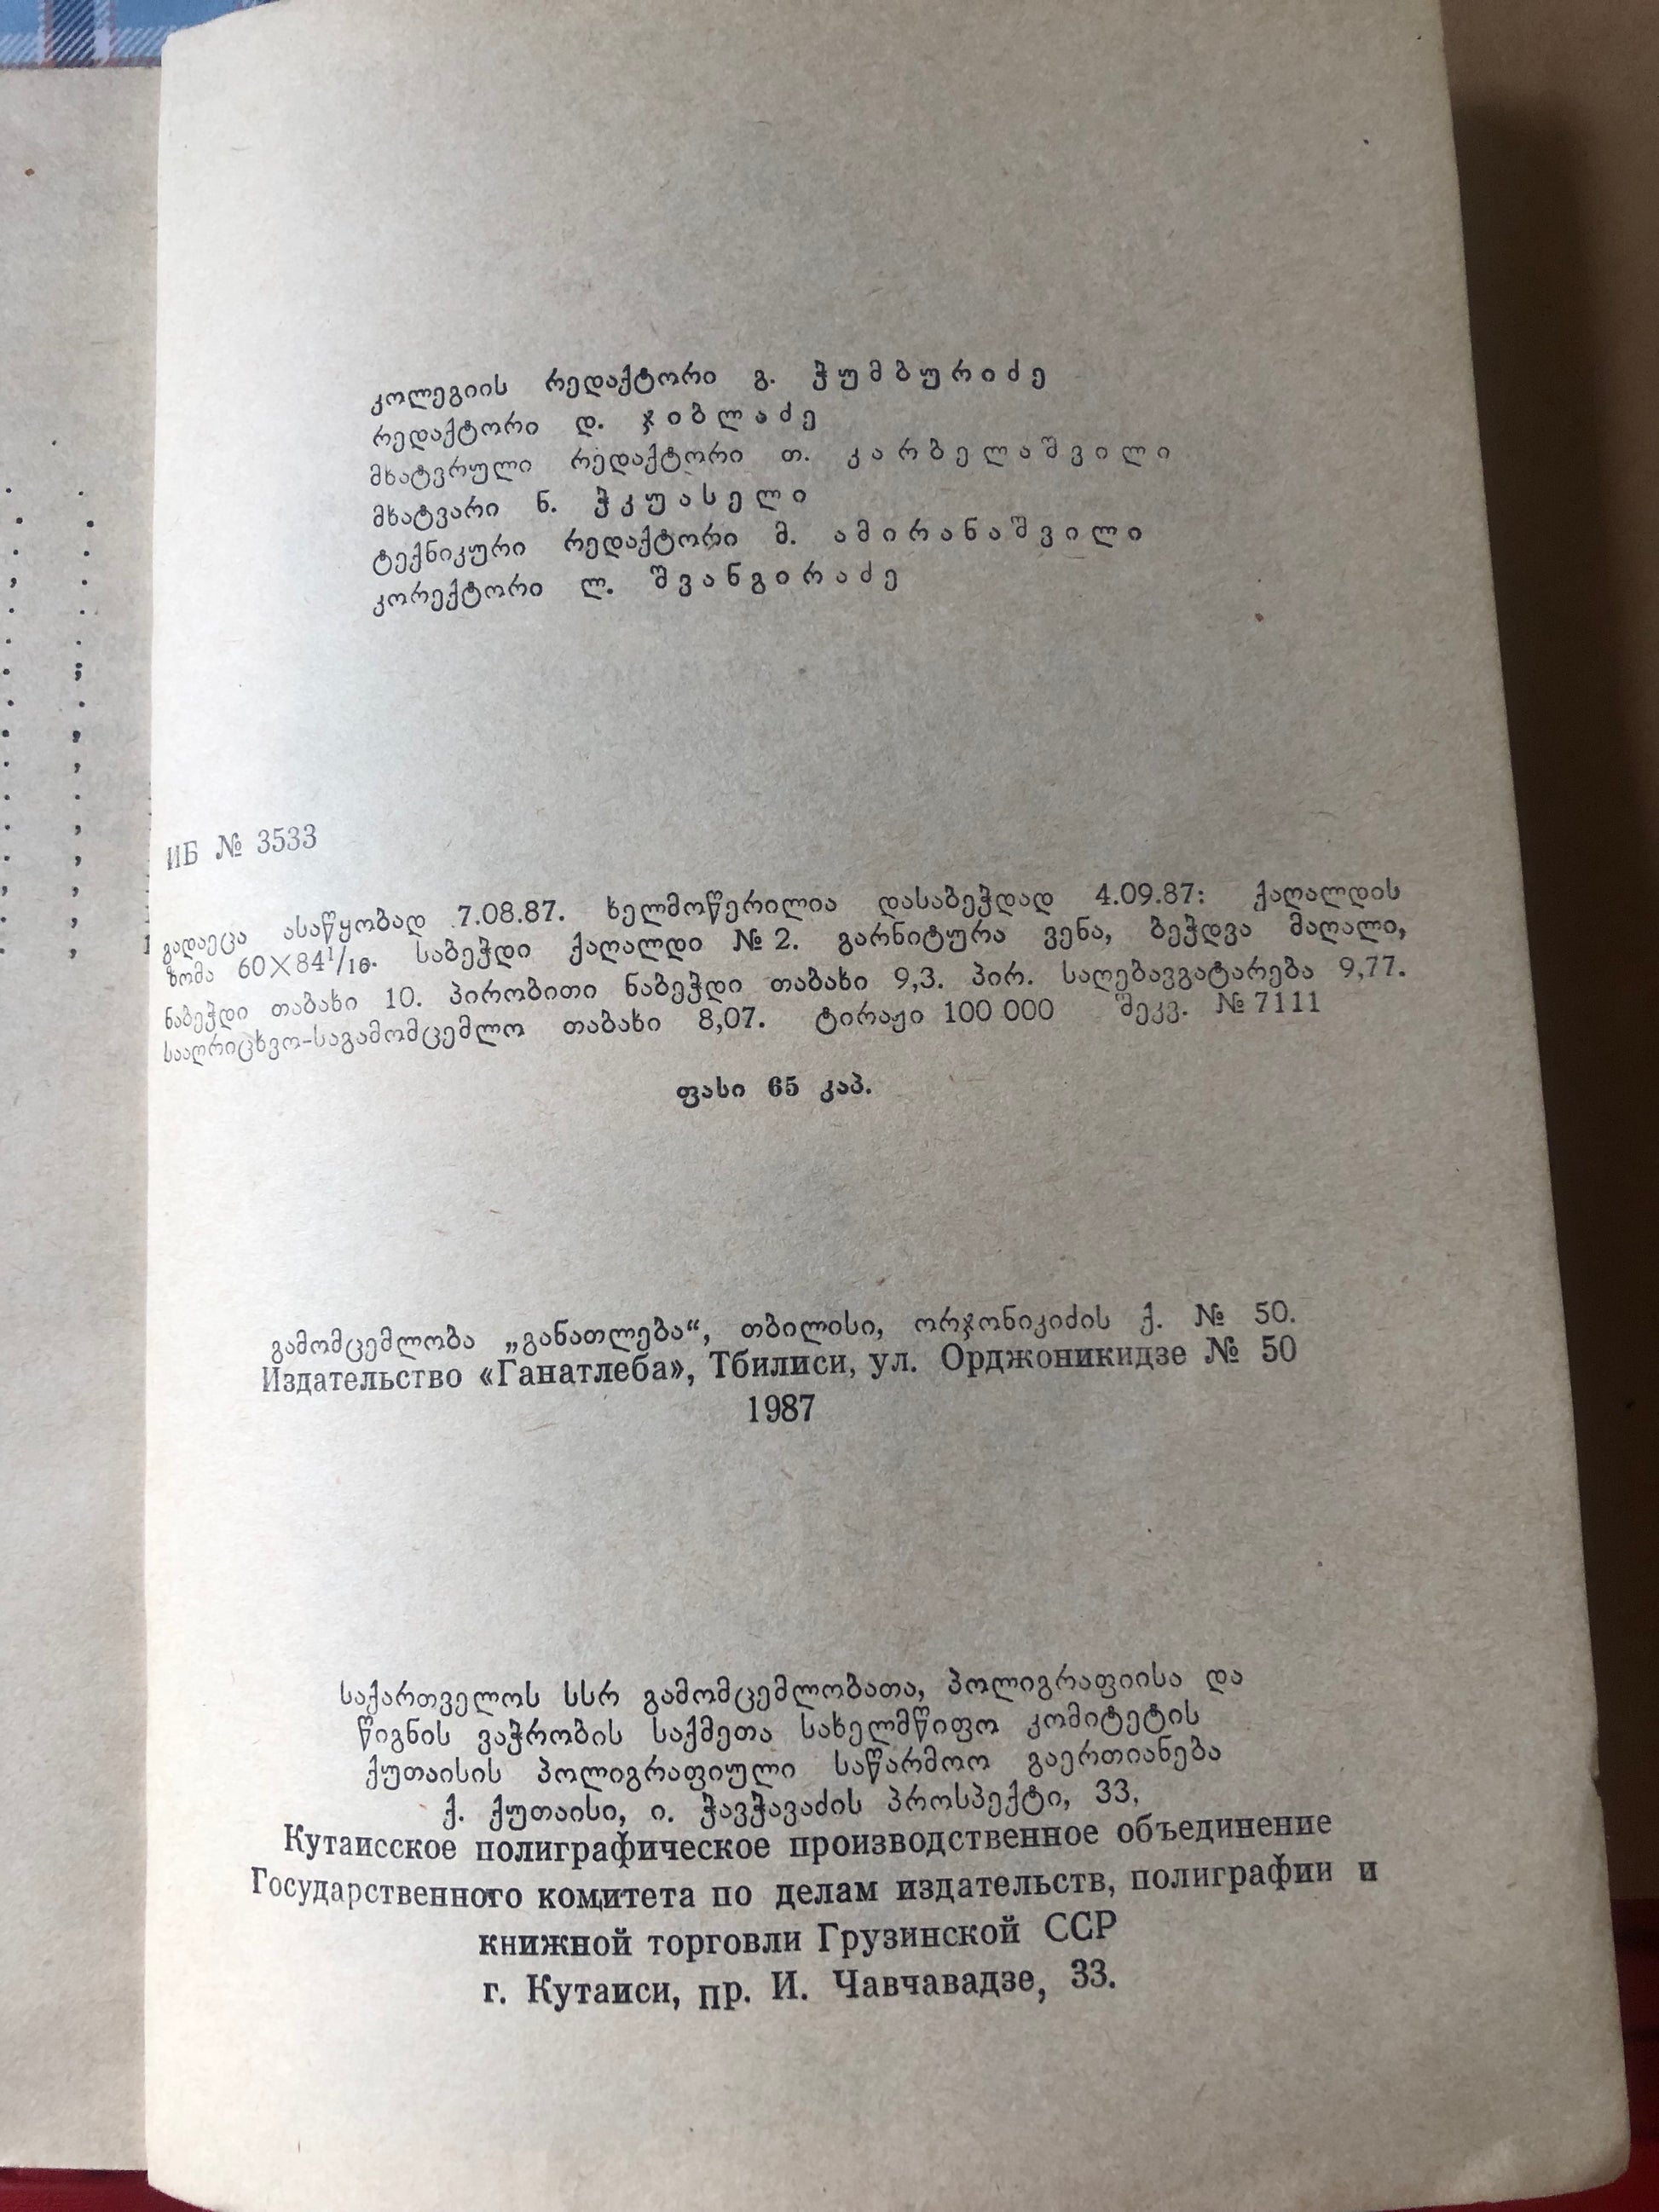 კოლეგიის რედაქტორი გ. ჭუმბურიძე
რედაქტორი დ. ჯიბლაძე
მხატვრული რედაქტორი თ. კარბელაშვილი
მხატვარი ნ. ჭკუასელი
ტექნიკური რედაქტორი მ. ამირანაშვილი
კორექტორი ლ. შვანგირაძე
ИБ № 3533
გადაეცა ასაწყობად 7.08.87. ხელმოწერილია დასაბეჭდად 4.09.87: ქაღალდის
ზომა 60×84¹/₁₆. საბეჭდი ქაღალდი № 2. გარნიტურა ვენა, ბეჭდვა მაღალი,
ნაბეჭდი თაბახი 10. პირობითი ნაბეჭდი თაბახი 9,3. პირ. საღებავგატარება 9,77.
სააღრიცხვო-საგამომცემლო თაბახი 8,07. ტირაჟი 100 000 შეკვ. № 7111
ფასი 65 კაპ.
გამომცემლობა „განათლება“, თბილისი, ორჯონიკიძის ქ. № 50.
Издательство «Ганатлеба», Тбилиси, ул. Орджоникидзе № 50
1987
საქართველოს სსრ გამომცემლობათა, პოლიგრაფიისა და
წიგნის ვაჭრობის საქმეთა სახელმწიფო კომიტეტის
ქუთაისის პოლიგრაფიული საწარმოო გაერთიანება
ქ. ქუთაისი, ი. ჭავჭავაძის პროსპექტი, 33,
Кутаисское полиграфическое производственное объединение
Государственного комитета по делам издательств, полиграфии и
книжной торговли Грузинской ССР
г. Кутаиси, пр. И. Чавчавадзе, 33.